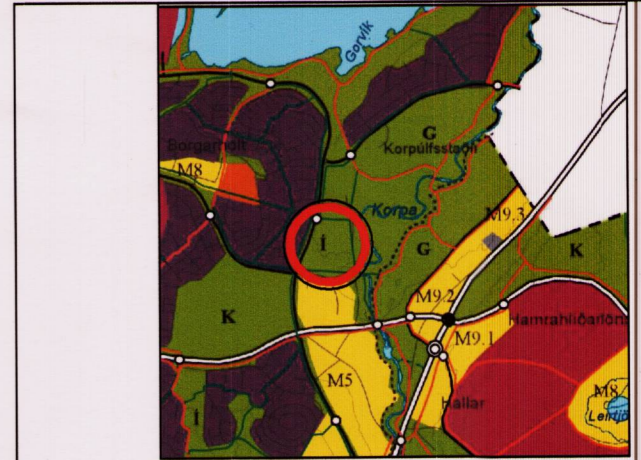 Gorvík
Borgarholt
M8
G
Korpúlfsstaðir
Korpa
Í
M9.3
G
K
K
M9.2
Hamrahlíðarlönd
M9.1
M5
Hallar
M8
Í